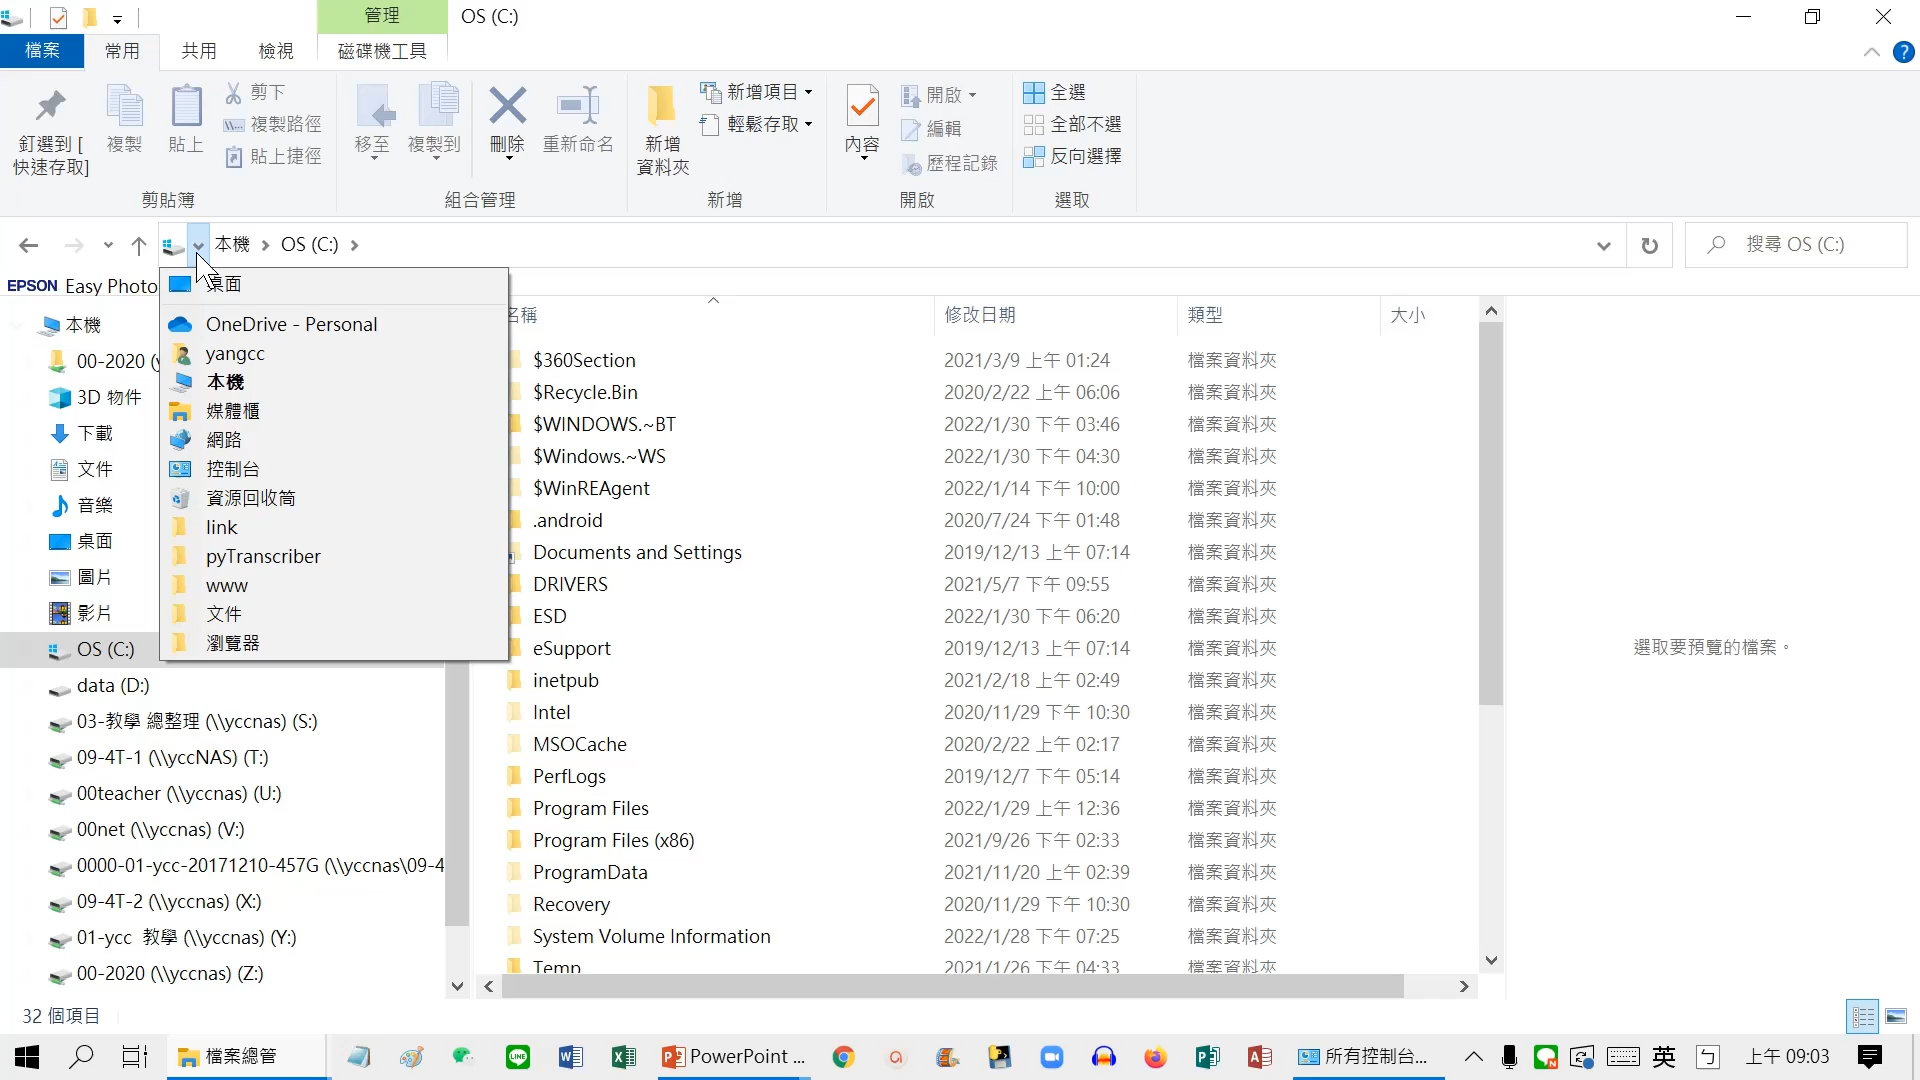 管理
OS (C:)
檔案
常用
共用
檢視
磁碟機工具
釘選到 [
快速存取]
複製
貼上
剪下
複製路徑
貼上捷徑
剪貼簿
移至
複製到
刪除
重新命名
組合管理
新增
資料夾
新增項目
輕鬆存取
新增
內容
開啟
編輯
歷程記錄
開啟
全選
全部不選
反向選擇
選取
本機
OS (C:)
搜尋 OS (C:)
EPSON Easy Photo
桌面
OneDrive - Personal
yangcc
本機
媒體櫃
網路
控制台
資源回收筒
link
pyTranscriber
www
文件
瀏覽器
本機
00-2020 (y
3D 物件
下載
文件
音樂
桌面
圖片
影片
OS (C:)
data (D:)
03-教學 總整理 (\\yccnas) (S:)
09-4T-1 (\\yccNAS) (T:)
00teacher (\\yccnas) (U:)
00net (\\yccnas) (V:)
0000-01-ycc-20171210-457G (\\yccnas\09-4
09-4T-2 (\\yccnas) (X:)
01-ycc 教學 (\\yccnas) (Y:)
00-2020 (\\yccnas) (Z:)
名稱 修改日期 類型 大小
$360Section 2021/3/9 上午 01:24 檔案資料夾
$Recycle.Bin 2020/2/22 上午 06:06 檔案資料夾
$WINDOWS.~BT 2022/1/30 下午 03:46 檔案資料夾
$Windows.~WS 2022/1/30 下午 04:30 檔案資料夾
$WinREAgent 2022/1/14 下午 10:00 檔案資料夾
.android 2020/7/24 下午 01:48 檔案資料夾
Documents and Settings 2019/12/13 上午 07:14 檔案資料夾
DRIVERS 2021/5/7 下午 09:55 檔案資料夾
ESD 2022/1/30 下午 06:20 檔案資料夾
eSupport 2019/12/13 上午 07:14 檔案資料夾
inetpub 2021/2/18 上午 02:49 檔案資料夾
Intel 2020/11/29 下午 10:30 檔案資料夾
MSOCache 2020/2/22 上午 02:17 檔案資料夾
PerfLogs 2019/12/7 下午 05:14 檔案資料夾
Program Files 2022/1/29 上午 12:36 檔案資料夾
Program Files (x86) 2021/9/26 下午 02:33 檔案資料夾
ProgramData 2021/11/20 上午 02:39 檔案資料夾
Recovery 2020/11/29 下午 10:30 檔案資料夾
System Volume Information 2022/1/28 下午 07:25 檔案資料夾
Temp 2021/1/26 下午 04:33 檔案資料夾
選取要預覽的檔案。
32 個項目
檔案總管
LINE
PowerPoint ...
所有控制台...
英
ㄅ
上午 09:03